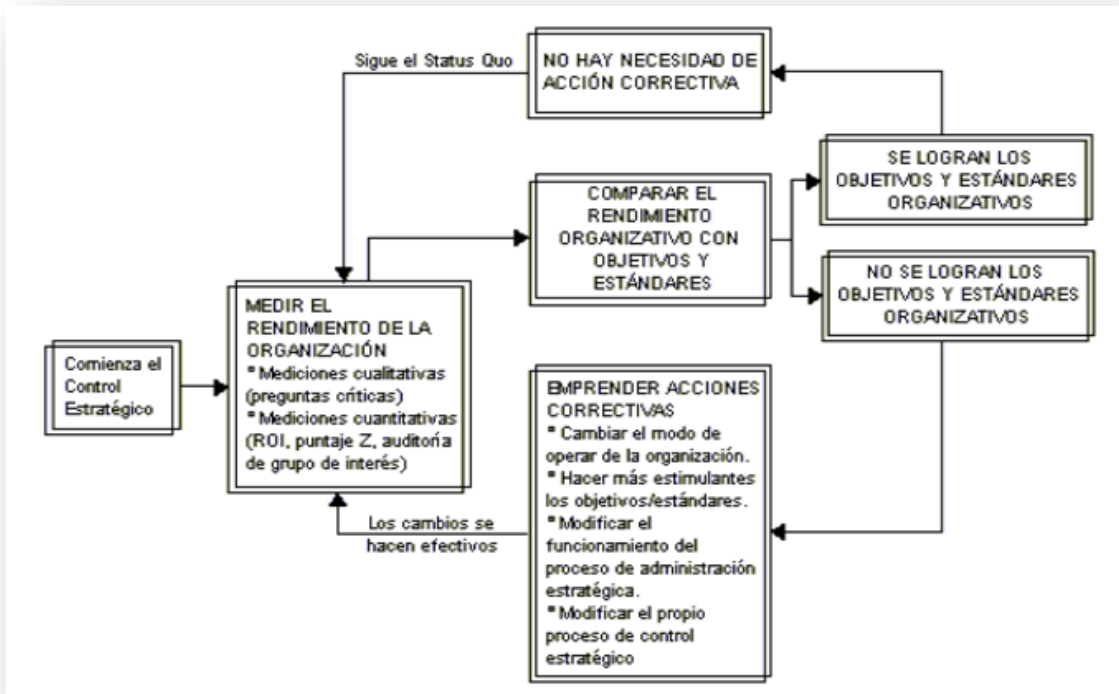 Sigue el Status Quo
NO HAY NECESIDAD DE
ACCIÓN CORRECTIVA
SE LOGRAN LOS
OBJETIVOS Y ESTÁNDARES
ORGANIZATIVOS
COMPARAR EL
RENDIMIENTO
ORGANIZATIVO CON
OBJETIVOS Y
ESTÁNDARES
NO SE LOGRAN LOS
OBJETIVOS Y ESTÁNDARES
ORGANIZATIVOS
Comienza el
Control
Estratégico
MEDIR EL
RENDIMIENTO DE LA
ORGANIZACIÓN
* Mediciones cualitativas
(preguntas críticas)
* Mediciones cuantitativas
(ROI, puntaje Z, auditoría
de grupo de interés)
Los cambios se
hacen efectivos
EMPRENDER ACCIONES
CORRECTIVAS
* Cambiar el modo de
operar de la organización.
* Hacer más estimulantes
los objetivos/estándares.
* Modificar el
funcionamiento del
proceso de administración
estratégica.
* Modificar el propio
proceso de control
estratégico